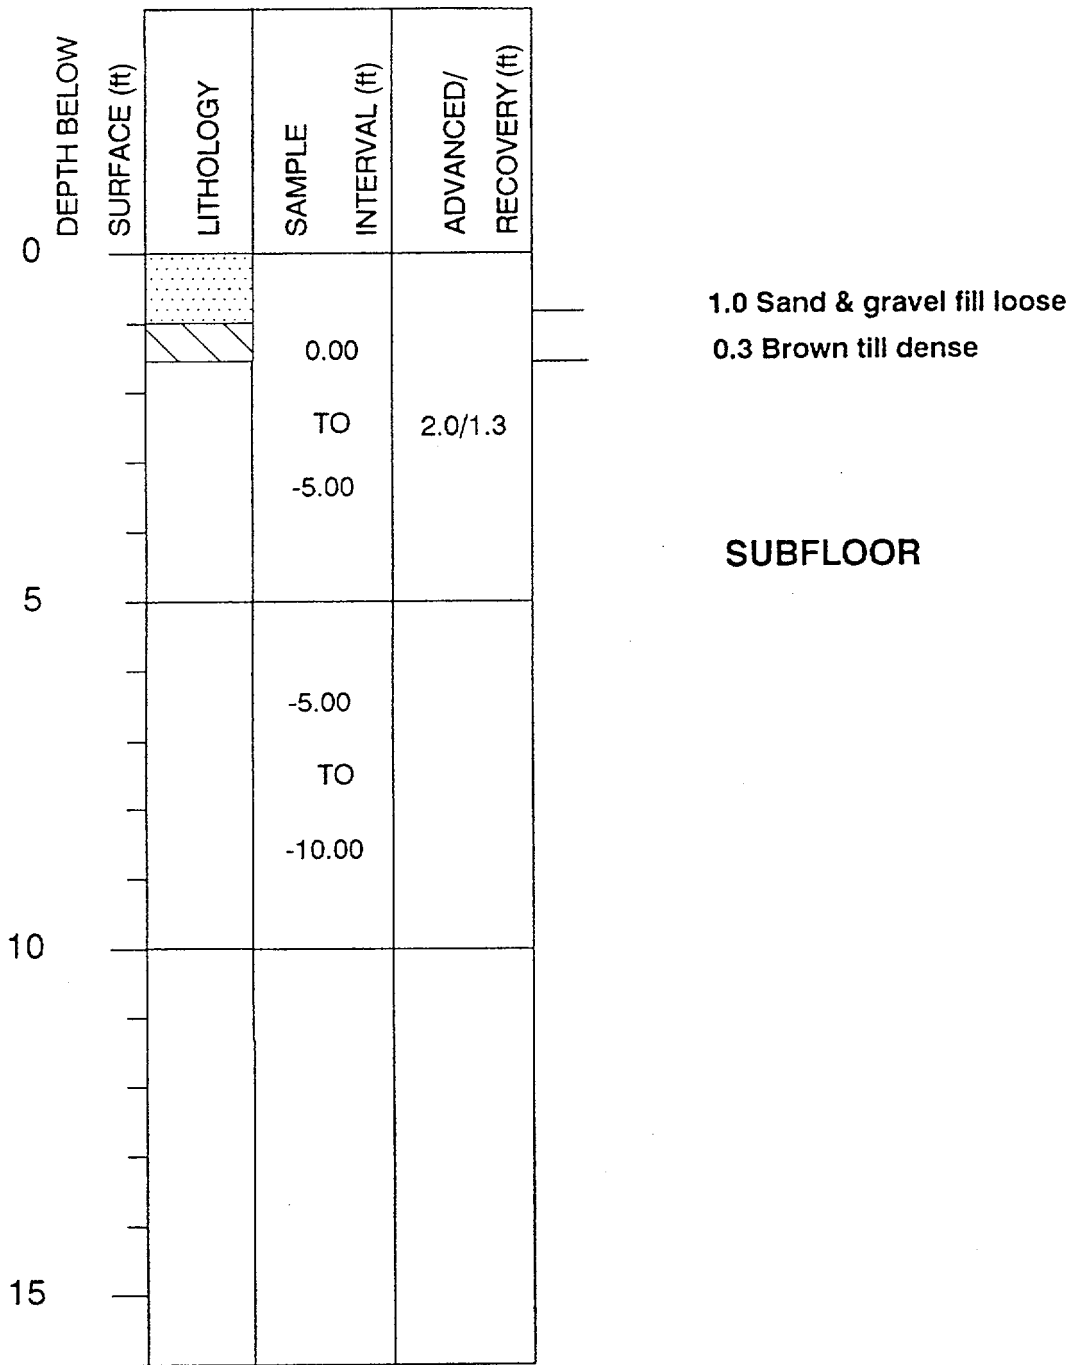 DEPTH BELOW
SURFACE (ft)
LITHOLOGY
SAMPLE
INTERVAL (ft)
ADVANCED/
RECOVERY (ft)
0
1.0 Sand & gravel fill loose
0.00
0.3 Brown till dense
TO
2.0/1.3
-5.00
SUBFLOOR
5
-5.00
TO
-10.00
10
15